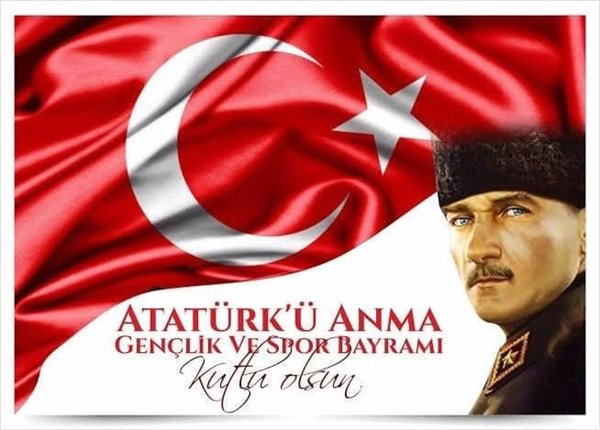 ATATÜRK'Ü ANMA
GENÇLİK VE SPOR BAYRAMI
Kutlu olsun